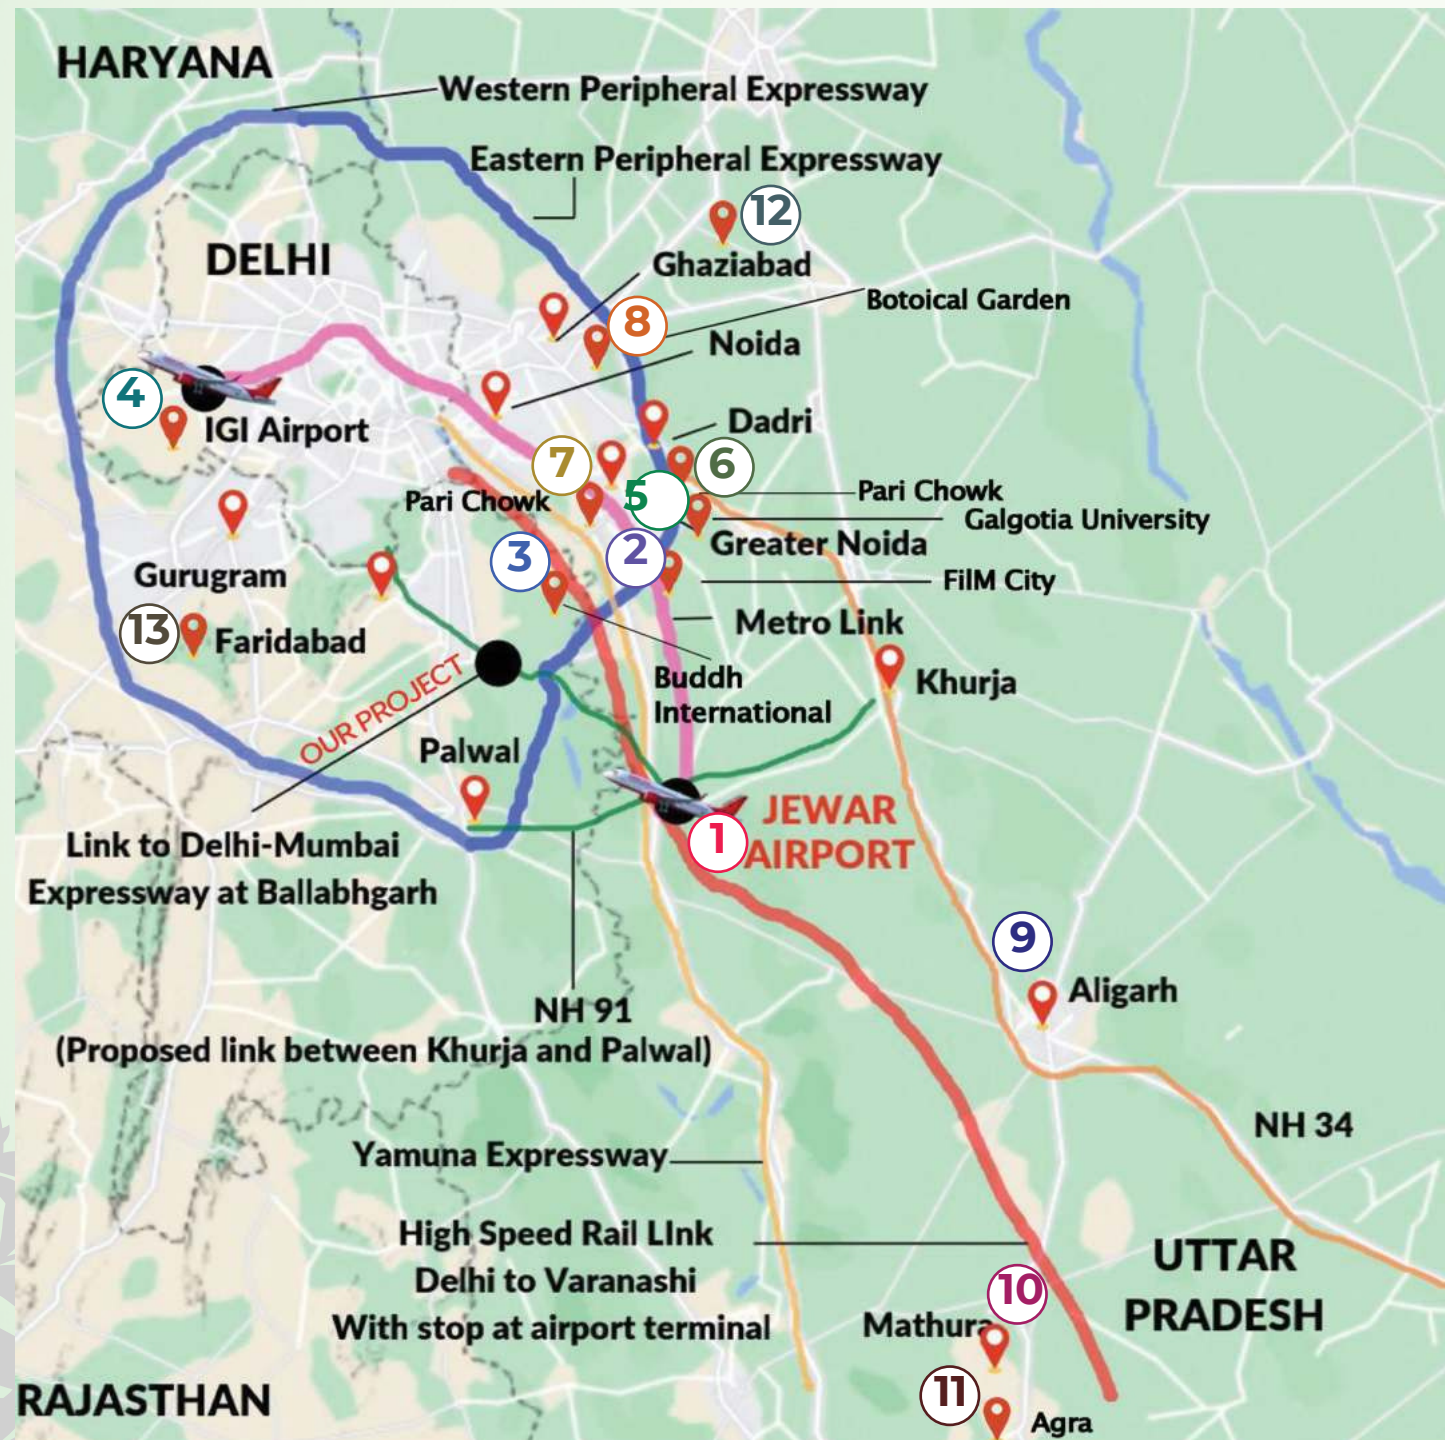 HARYANA
Western Peripheral Expressway
Eastern Peripheral Expressway
12
DELHI
Ghaziabad
Botoical Garden
8
Noida
4
IGI Airport
Dadri
7
6
5
Pari Chowk
Pari Chowk
Galgotia University
Greater Noida
3
2
Gurugram
FilM City
13
Faridabad
Metro Link
Buddh
International
Khurja
OUR PROJECT
Palwal
JEWAR
AIRPORT
1
Link to Delhi-Mumbai
Expressway at Ballabhgarh
9
Aligarh
NH 91
(Proposed link between Khurja and Palwal)
NH 34
Yamuna Expressway
High Speed Rail LInk
Delhi to Varanashi
With stop at airport terminal
UTTAR
PRADESH
10
Mathura
11
Agra
RAJASTHAN